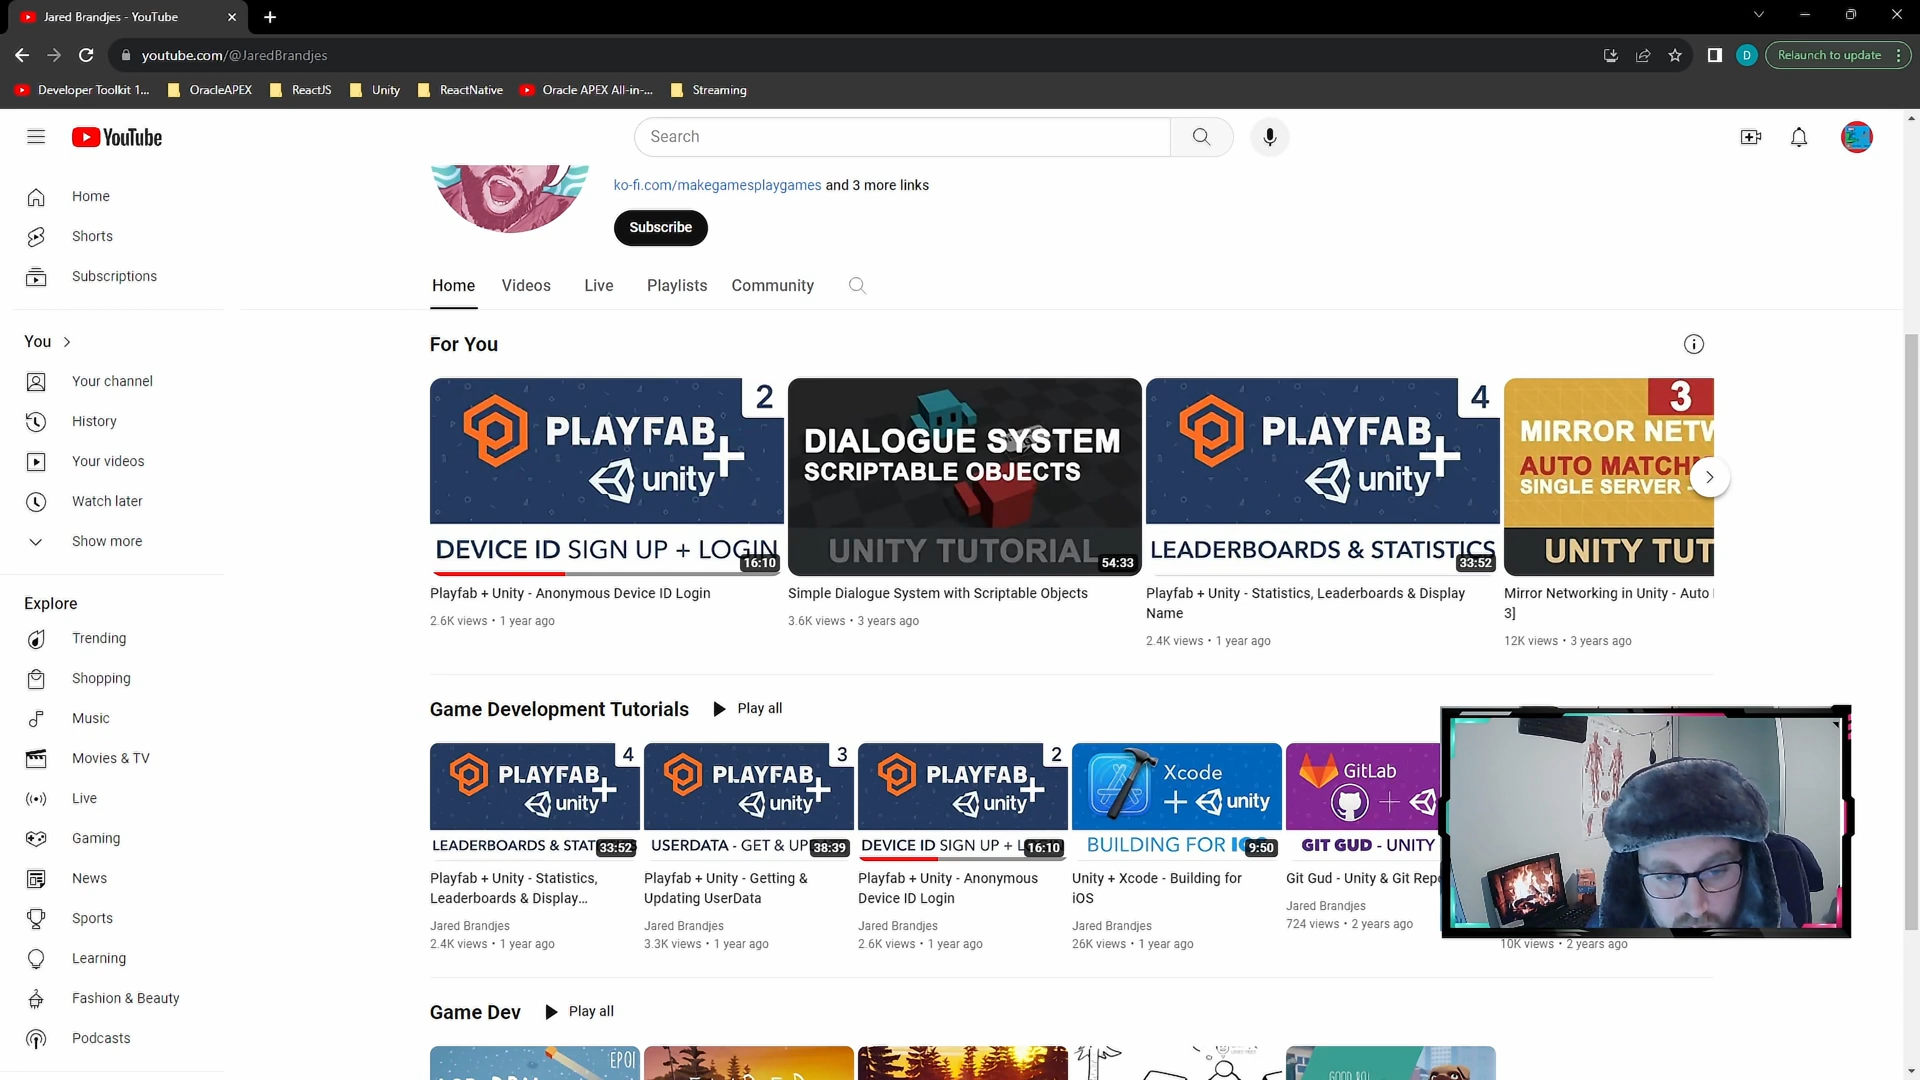 Jared Brandjes - YouTube
youtube.com/@JaredBrandjes
Relaunch to update
D
Developer Toolkit 1...
OracleAPEX
ReactJS
Unity
ReactNative
Oracle APEX All-in-...
Streaming
YouTube
Search
ko-fi.com/makegamesplaygames and 3 more links
Subscribe
Home
Shorts
Subscriptions
Home Videos Live Playlists Community
You
Your channel
History
Your videos
Watch later
Show more
Explore
Trending
Shopping
Music
Movies & TV
Live
Gaming
News
Sports
Learning
Fashion & Beauty
Podcasts
For You
2
PLAYFAB
+
unity
DEVICE ID SIGN UP + LOGIN
16:10
Playfab + Unity - Anonymous Device ID Login
2.6K views • 1 year ago
DIALOGUE SYSTEM
SCRIPTABLE OBJECTS
UNITY TUTORIAL
54:33
Simple Dialogue System with Scriptable Objects
3.6K views • 3 years ago
4
PLAYFAB
+
unity
LEADERBOARDS & STATISTICS
33:52
Playfab + Unity - Statistics, Leaderboards & Display
Name
2.4K views • 1 year ago
3
MIRROR NETW
AUTO MATCH
SINGLE SERVER -
UNITY TUT
Mirror Networking in Unity - Auto
3]
12K views • 3 years ago
Game Development Tutorials
Play all
4
PLAYFAB
+
unity
LEADERBOARDS & STAT
33:52
Playfab + Unity - Statistics,
Leaderboards & Display...
Jared Brandjes
2.4K views • 1 year ago
3
PLAYFAB
+
unity
USERDATA - GET & UP
38:39
Playfab + Unity - Getting &
Updating UserData
Jared Brandjes
3.3K views • 1 year ago
2
PLAYFAB
+
unity
DEVICE ID SIGN UP + L
16:10
Playfab + Unity - Anonymous
Device ID Login
Jared Brandjes
2.6K views • 1 year ago
Xcode
+ unity
BUILDING FOR
9:50
Unity + Xcode - Building for
iOS
Jared Brandjes
26K views • 1 year ago
GitLab
+
GIT GUD - UNITY
Git Gud - Unity & Git Rep
Jared Brandjes
724 views • 2 years ago
10K views • 2 years ago
Game Dev
Play all
EP01